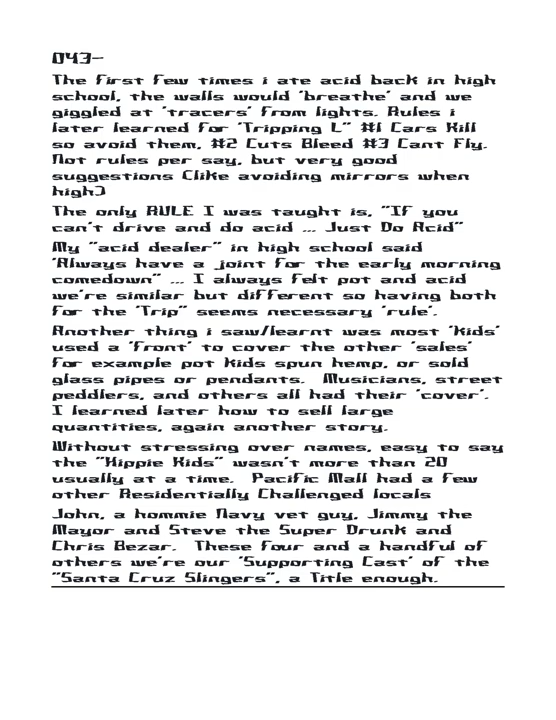 043-
The first few times i ate acid back in high
school, the walls would 'breathe' and we
giggled at 'tracers' from lights. Rules i
later learned for 'Tripping L" #1 Cars Kill
so avoid them, #2 Cuts Bleed #3 Cant Fly.
Not rules per say, but very good
suggestions (like avoiding mirrors when
high)
The only RULE I was taught is, "If you
can't drive and do acid ... Just Do Acid"
My "acid dealer" in high school said
'Always have a joint for the early morning
comedown" ... I always felt pot and acid
we're similar but different so having both
for the 'Trip" seems necessary 'rule'.
Another thing i saw/learnt was most 'Kids'
used a 'front' to cover the other 'sales'
for example pot kids spun hemp, or sold
glass pipes or pendants.  Musicians, street
peddlers, and others all had their 'cover'.
I learned later how to sell large
quantities, again another story.
Without stressing over names, easy to say
the "Hippie Kids" wasn't more than 20
usually at a time.  Pacific Mall had a few
other Residentially Challenged locals
John, a hommie Navy vet guy, Jimmy the
Mayor and Steve the Super Drunk and
Chris Bezar.  These four and a handful of
others we're our 'Supporting Cast' of the
"Santa Cruz Slingers", a Title enough.